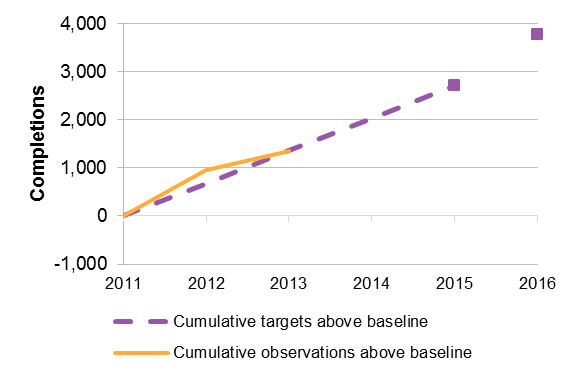 4,000
3,000
2,000
1,000
0
-1,000
Completions
2011 2012 2013 2014 2015 2016
Cumulative targets above baseline
Cumulative observations above baseline